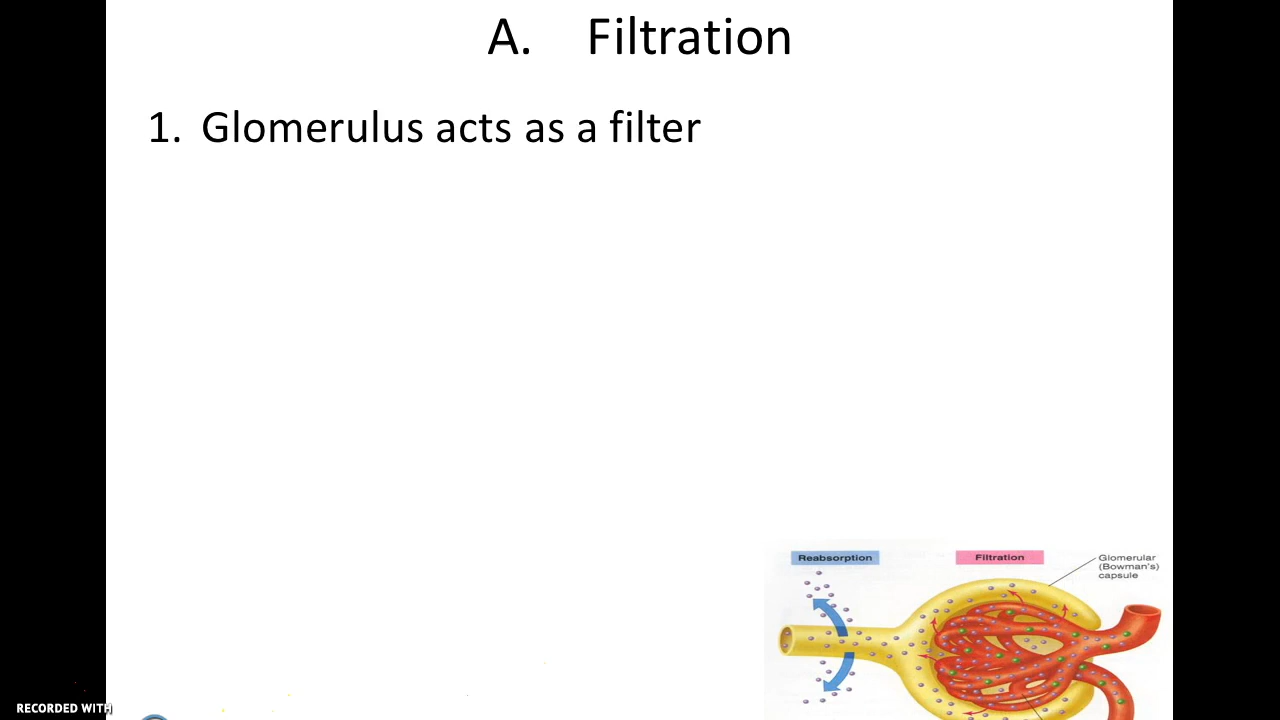 A. Filtration
1. Glomerulus acts as a filter
Reabsorption
Filtration
Glomerular
(Bowman's)
capsule
RECORDED WITH